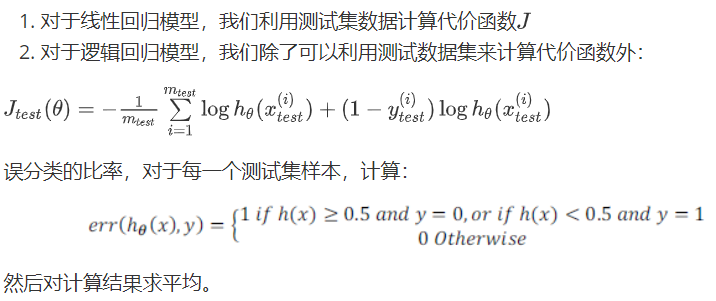 1. 对于线性回归模型，我们利用测试集数据计算代价函数J
2. 对于逻辑回归模型，我们除了可以利用测试数据集来计算代价函数外：
$J_{test}(\theta) = -\frac{1}{m_{test}} \sum_{i=1}^{m_{test}} \log h_\theta(x_{test}^{(i)}) + (1 - y_{test}^{(i)}) \log h_\theta(x_{test}^{(i)})$
误分类的比率，对于每一个测试集样本，计算：
$err(h_\theta(x), y) = \begin{cases} 1 \text{ if } h(x) \geq 0.5 \text{ and } y = 0, \text{or if } h(x) < 0.5 \text{ and } y = 1 \\ 0 \text{ Otherwise} \end{cases}$
然后对计算结果求平均。